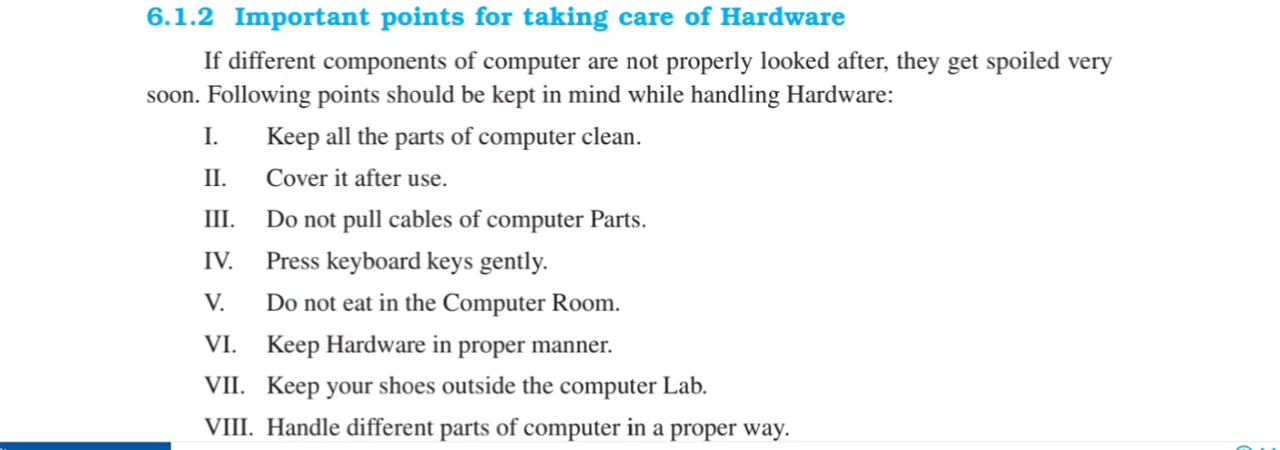 6.1.2 Important points for taking care of Hardware
If different components of computer are not properly looked after, they get spoiled very
soon. Following points should be kept in mind while handling Hardware:
I. Keep all the parts of computer clean.
II. Cover it after use.
III. Do not pull cables of computer Parts.
IV. Press keyboard keys gently.
V. Do not eat in the Computer Room.
VI. Keep Hardware in proper manner.
VII. Keep your shoes outside the computer Lab.
VIII. Handle different parts of computer in a proper way.